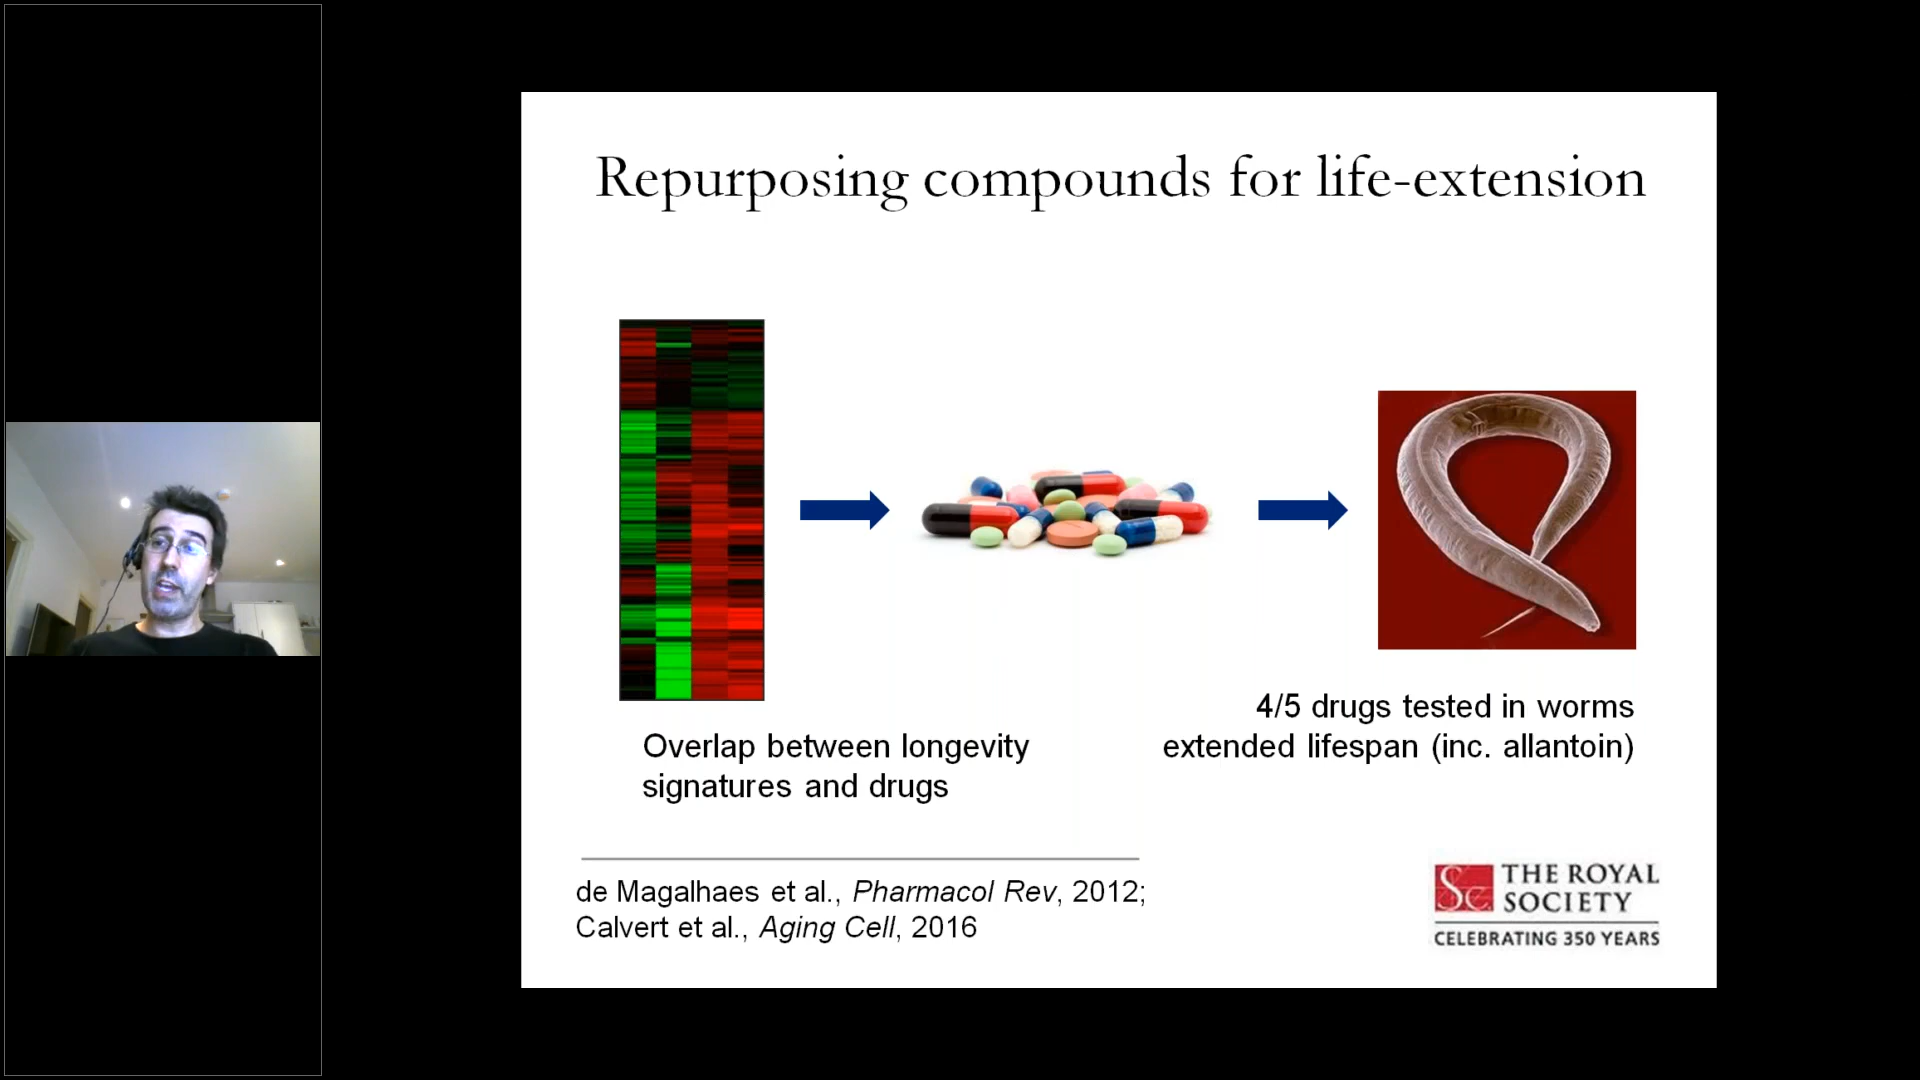 Repurposing compounds for life-extension
Overlap between longevity
signatures and drugs
4/5 drugs tested in worms
extended lifespan (inc. allantoin)
de Magalhaes et al., Pharmacol Rev, 2012;
Calvert et al., Aging Cell, 2016
THE ROYAL
SOCIETY
CELEBRATING 350 YEARS